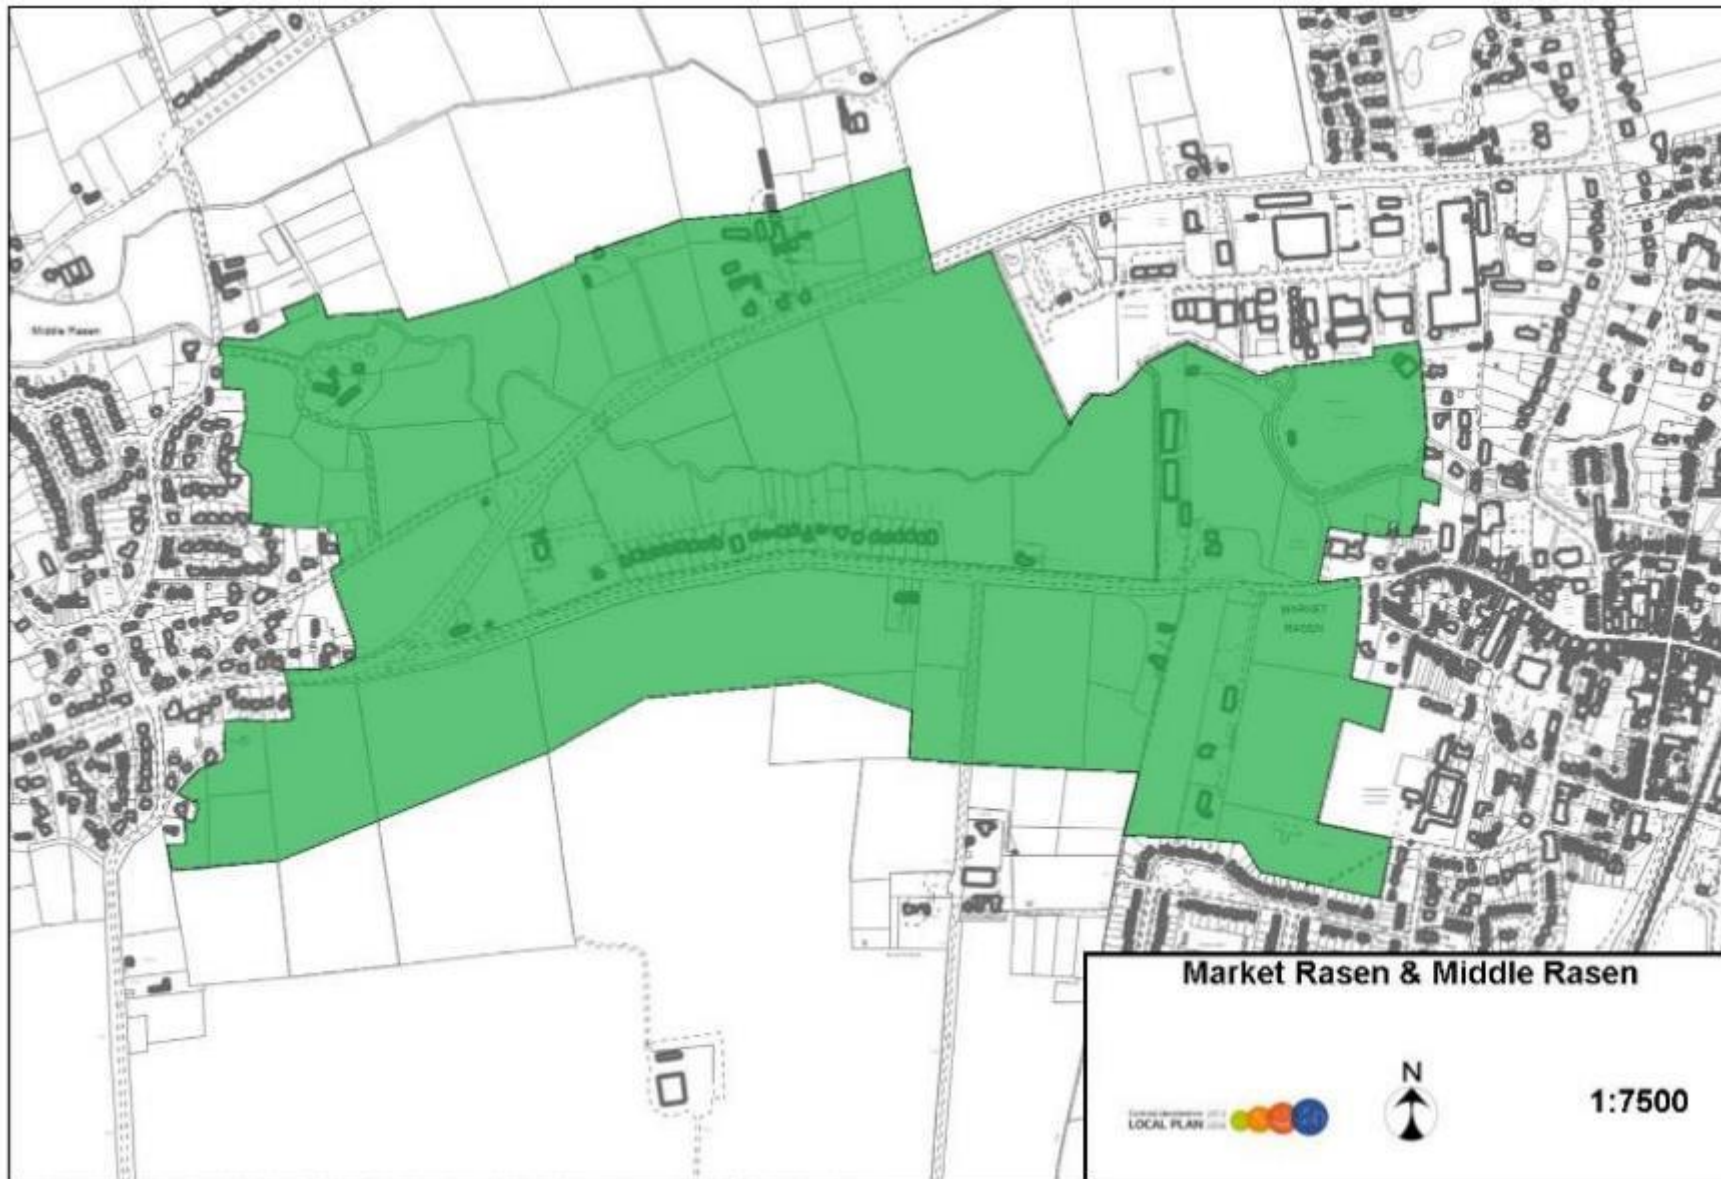 Middle Rasen
MARKET
RASEN
Market Rasen & Middle Rasen
N
1:7500
LOCAL PLAN